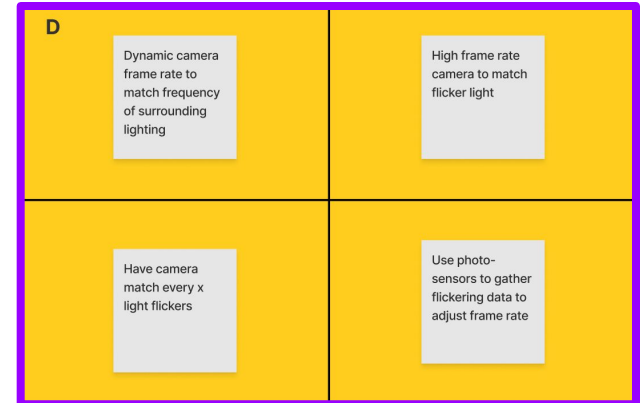 D
Dynamic camera
frame rate to
match frequency
of surrounding
lighting
High frame rate
camera to match
flicker light
Have camera
match every x
light flickers
Use photo-
sensors to gather
flickering data to
adjust frame rate